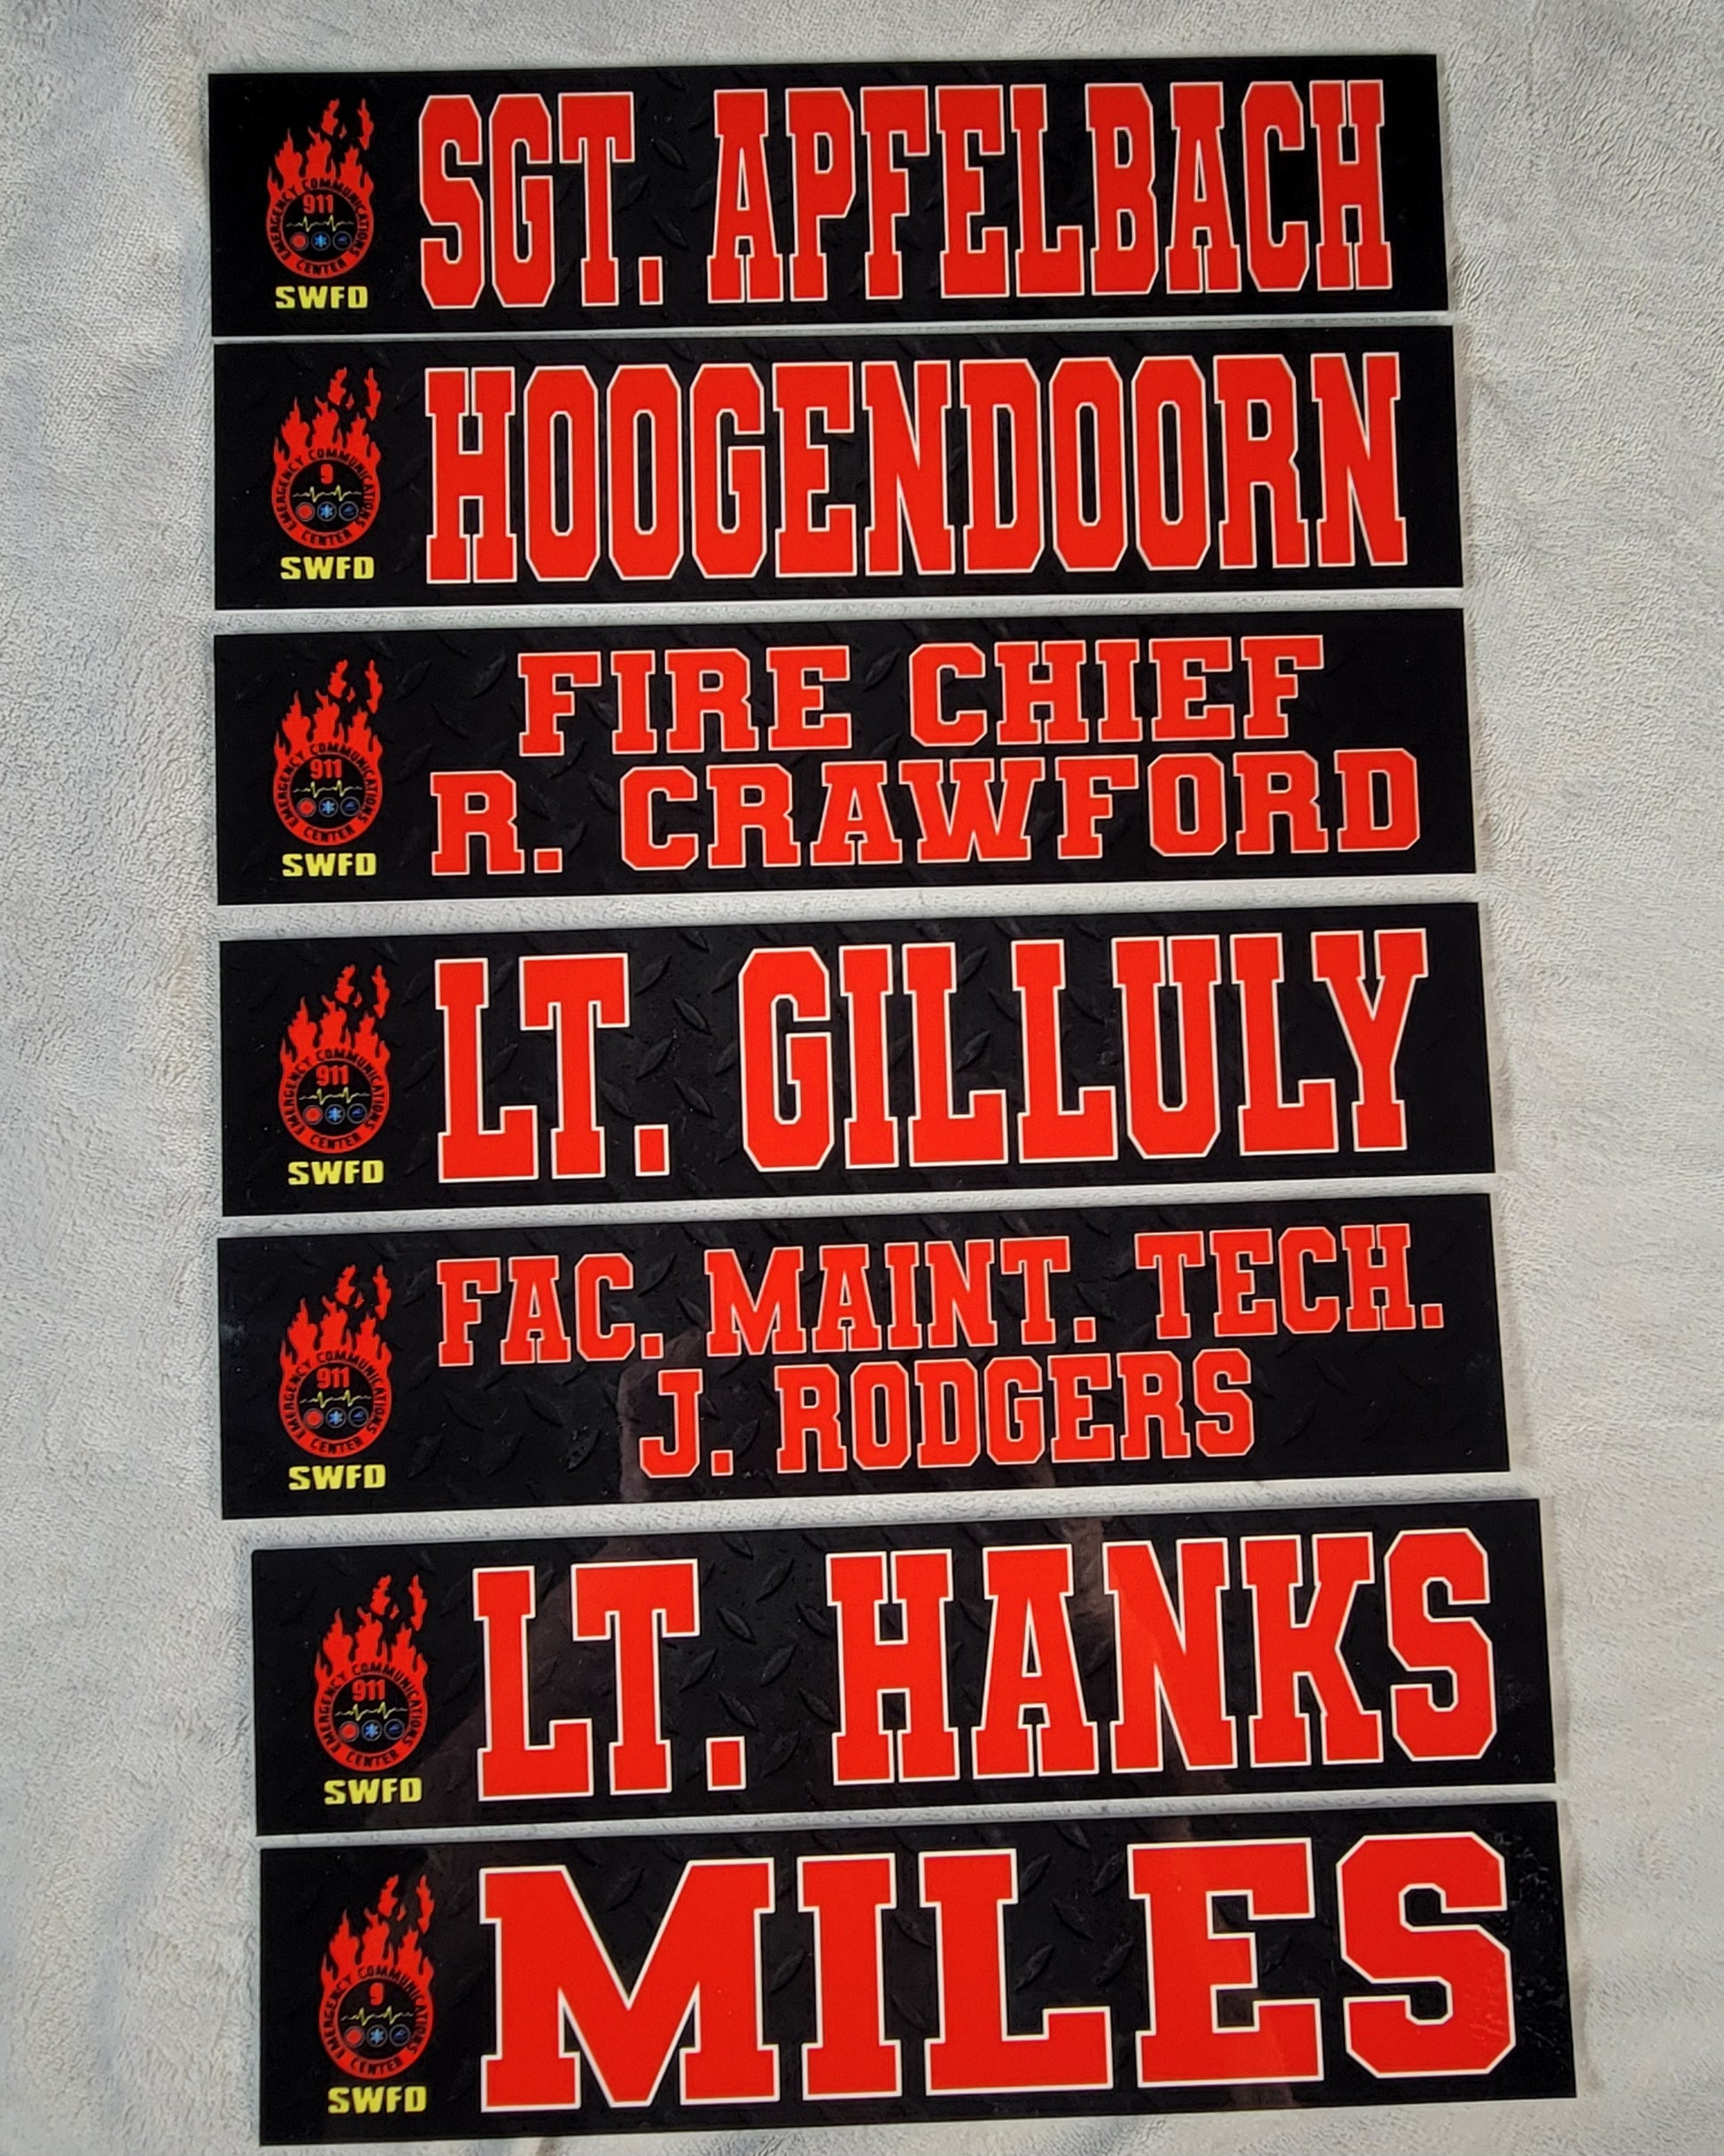 EMERGENCY COMMUNICATIONS
911
CENTER
SWFD
SGT. APFELBACH
EMERGENCY COMMUNICATIONS
9
CENTER
SWFD
HOOGENDOORN
EMERGENCY COMMUNICATIONS
911
CENTER
SWFD
FIRE CHIEF
R. CRAWFORD
EMERGENCY COMMUNICATIONS
911
CENTER
SWFD
LT. GILLULY
EMERGENCY COMMUNICATIONS
911
CENTER
SWFD
FAC. MAINT. TECH.
J. RODGERS
EMERGENCY COMMUNICATIONS
911
CENTER
SWFD
LT. HANKS
EMERGENCY COMMUNICATIONS
9
CENTER
SWFD
MILES